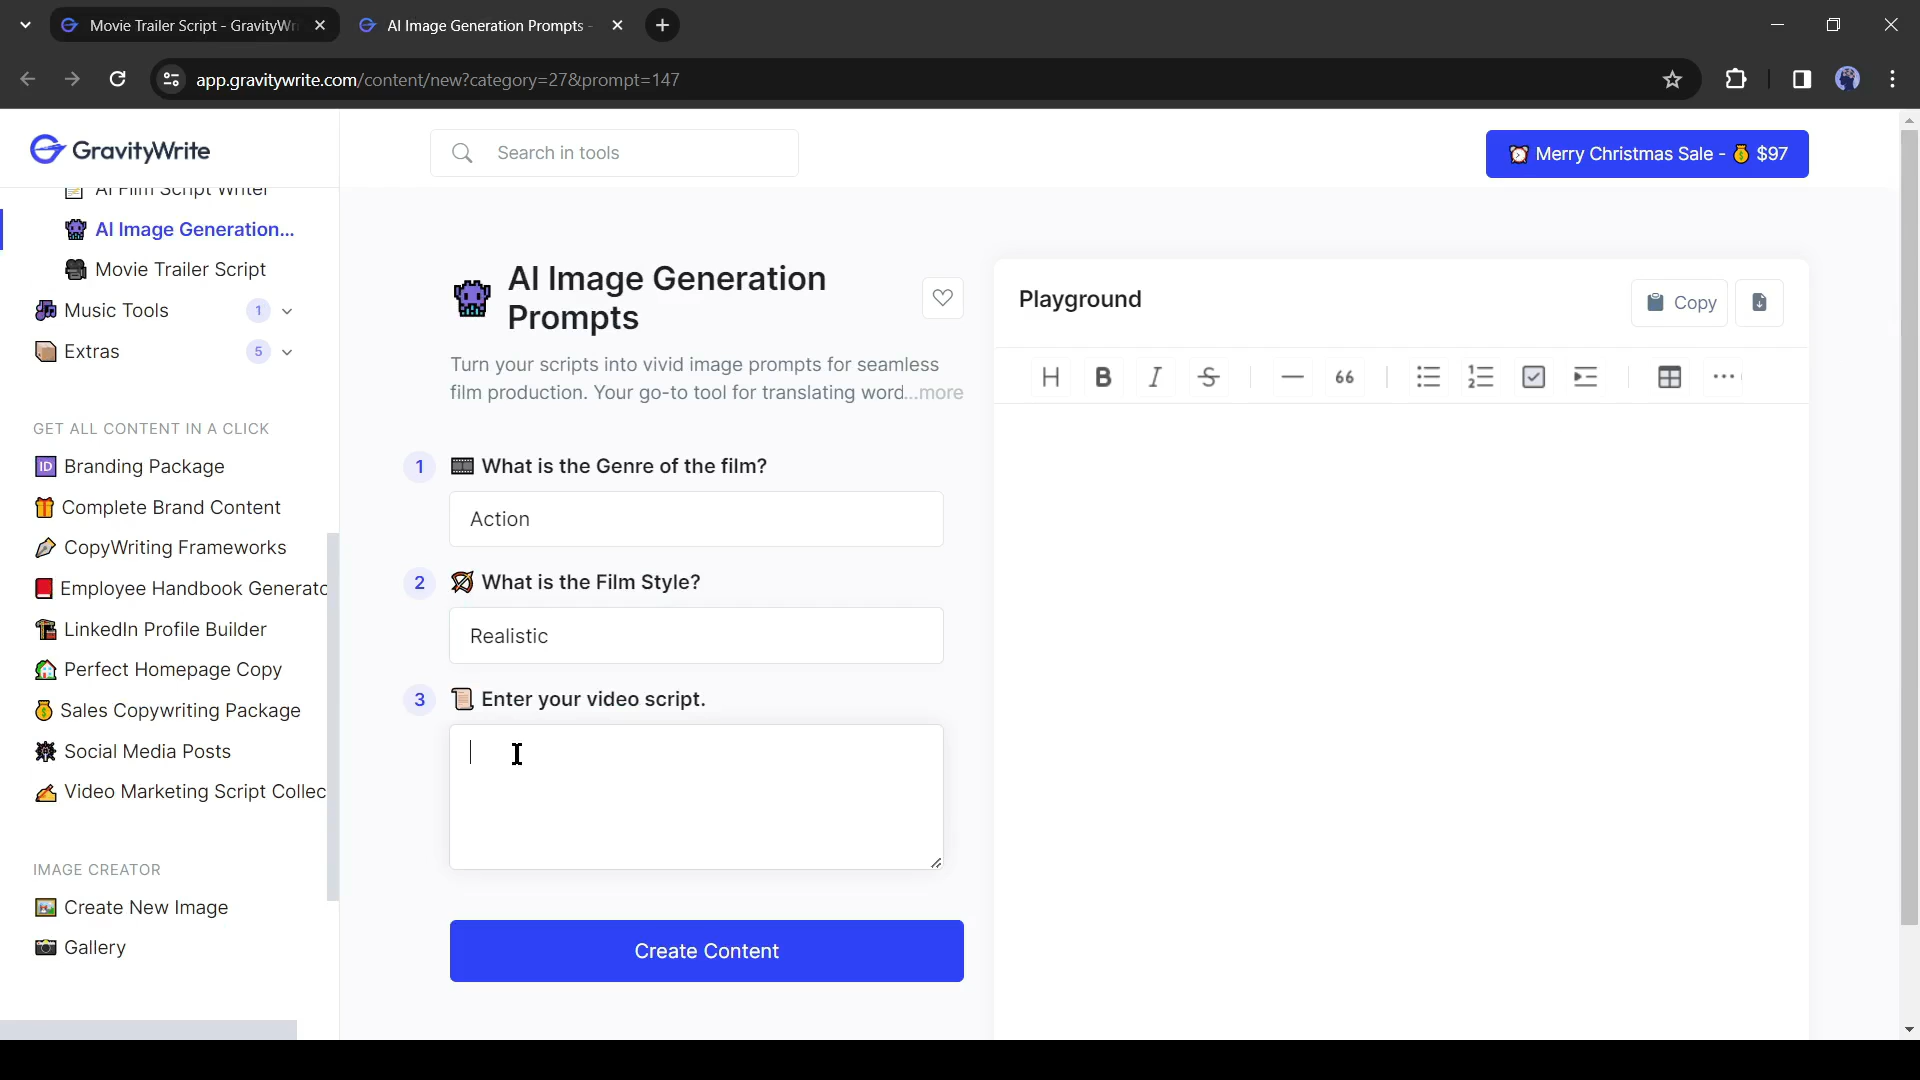 Movie Trailer Script - GravityWri
AI Image Generation Prompts -
app.gravitywrite.com/content/new?category=27&prompt=147
GravityWrite
Search in tools
Merry Christmas Sale - $97
AI Film Script Writer
AI Image Generation...
Movie Trailer Script
Music Tools 1
Extras 5
GET ALL CONTENT IN A CLICK
ID Branding Package
Complete Brand Content
CopyWriting Frameworks
Employee Handbook Generato
LinkedIn Profile Builder
Perfect Homepage Copy
Sales Copywriting Package
Social Media Posts
Video Marketing Script Collec
IMAGE CREATOR
Create New Image
Gallery
AI Image Generation
Prompts
Turn your scripts into vivid image prompts for seamless
film production. Your go-to tool for translating word...more
1 What is the Genre of the film?
Action
2 What is the Film Style?
Realistic
3 Enter your video script.
Create Content
Playground
Copy
H B I S